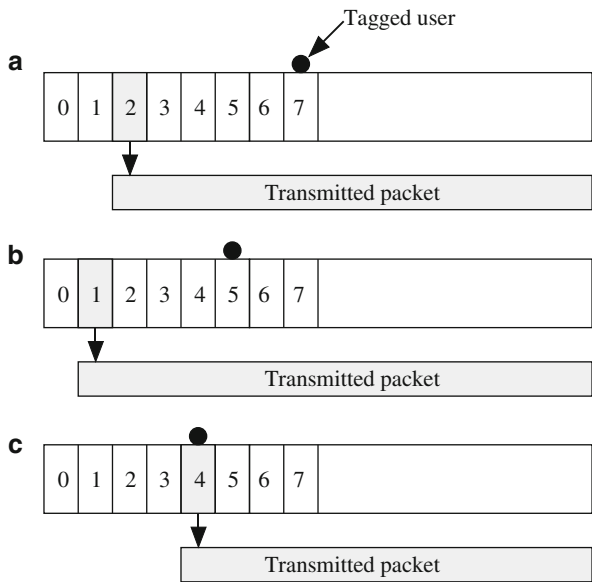 Tagged user
a
0 1 2 3 4 5 6 7
Transmitted packet
b
0 1 2 3 4 5 6 7
Transmitted packet
c
0 1 2 3 4 5 6 7
Transmitted packet